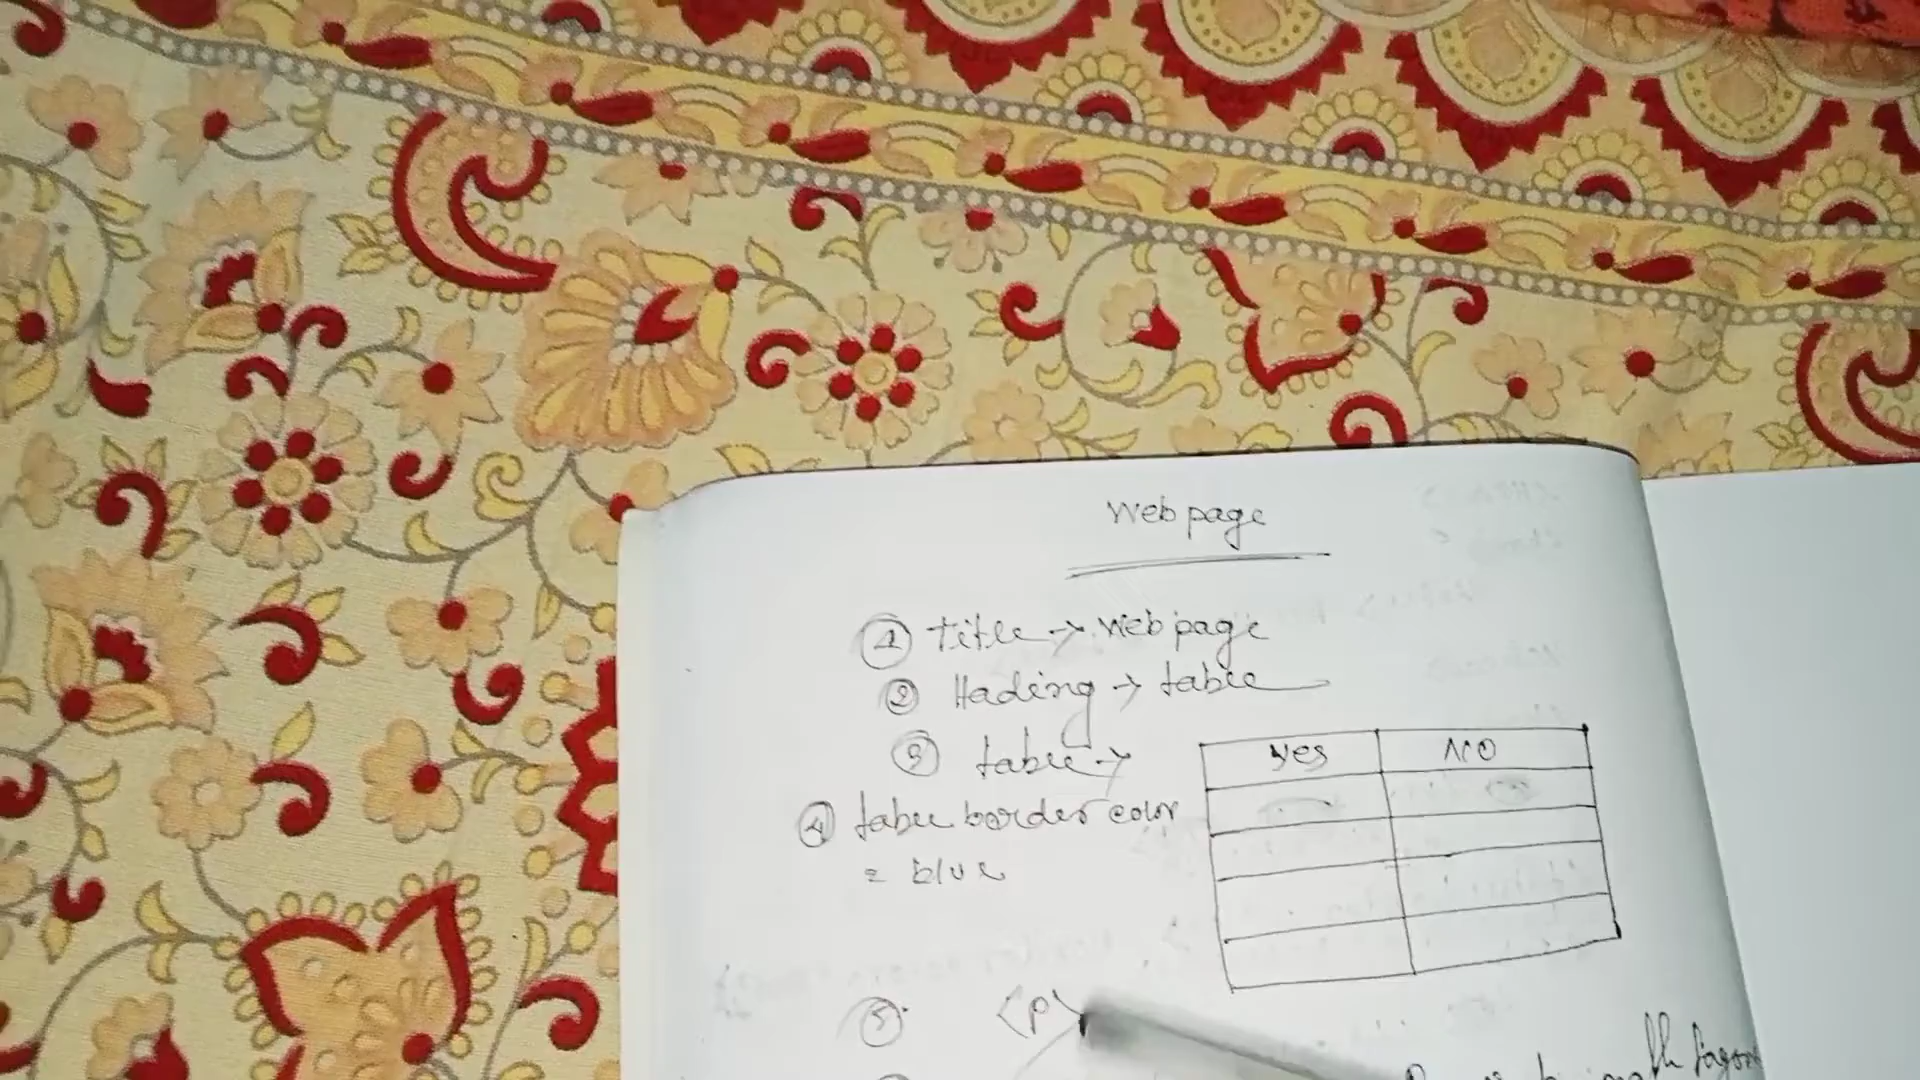 Web page
① title → Web page
② Hading → table
③ table →
yes no
④ table border color
= blue
⑤ <p>